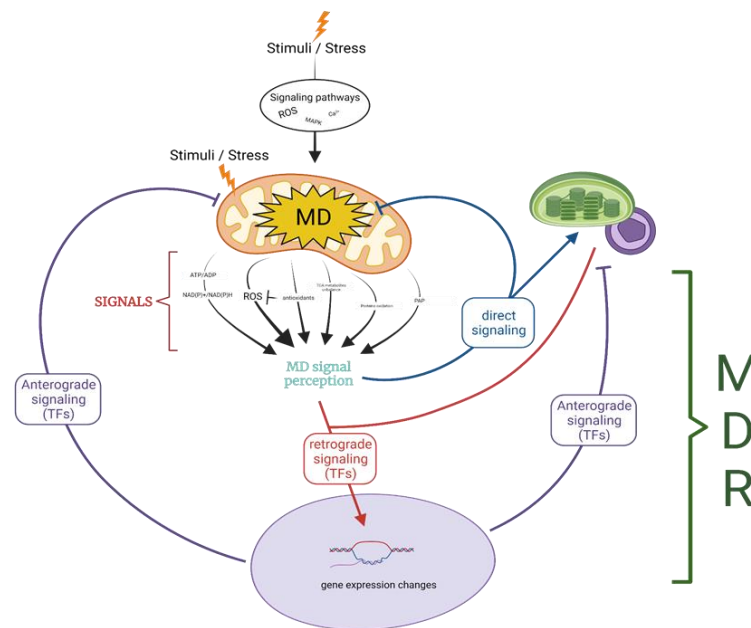 Stimuli / Stress
Signaling pathways
ROS
MAPK
Ca²⁺
Stimuli / Stress
MD
SIGNALS
ATP/ADP
NAD(P)+/NAD(P)H
ROS
antioxidants
PAP
MD signal
perception
direct
signaling
Anterograde
signaling
(TFs)
Anterograde
signaling
(TFs)
retrograde
signaling
(TFs)
gene expression changes
M
D
R